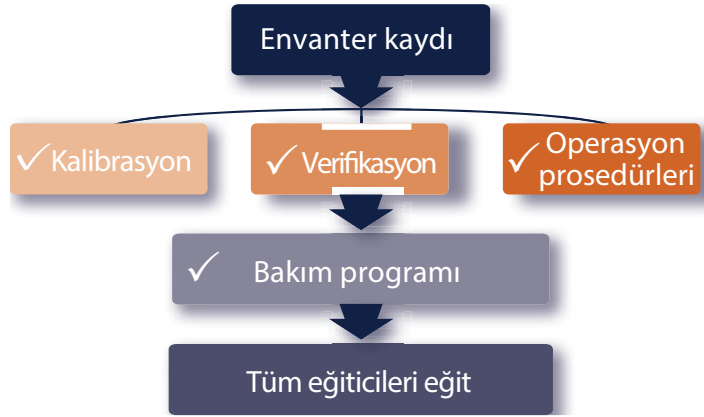 Envanter kaydı
✓ Kalibrasyon
✓ Verifikasyon
✓ Operasyon
prosedürleri
✓ Bakım programı
Tüm eğiticileri eğit